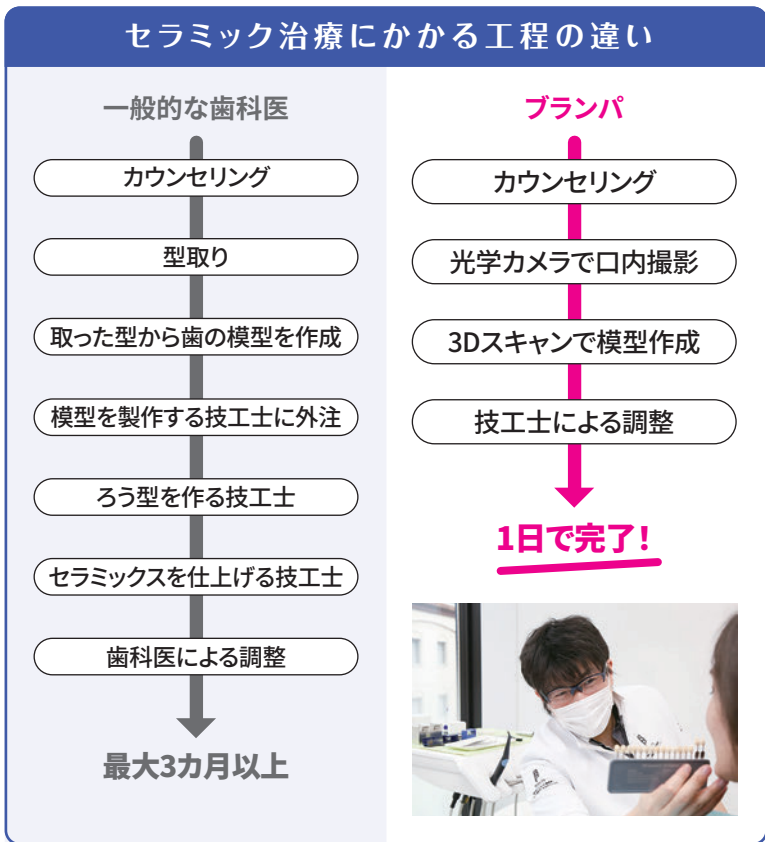 セラミック治療にかかる工程の違い
一般的な歯科医
カウンセリング
型取り
取った型から歯の模型を作成
模型を製作する技工士に外注
ろう型を作る技工士
セラミックスを仕上げる技工士
歯科医による調整
最大3カ月以上
ブランパ
カウンセリング
光学カメラで口内撮影
3Dスキャンで模型作成
技工士による調整
1日で完了!